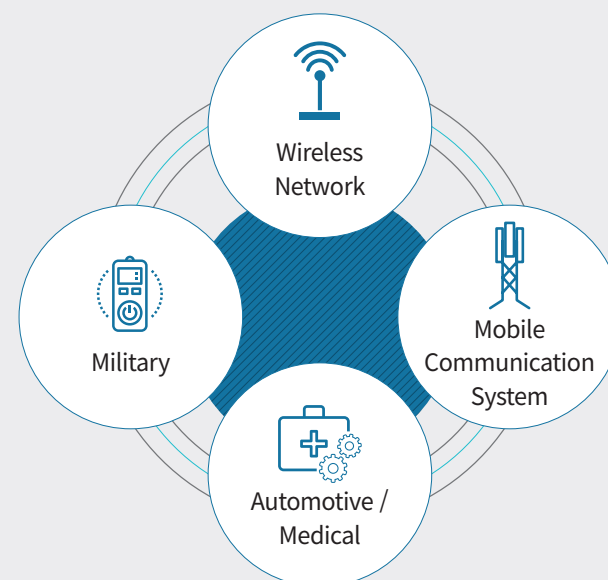 Wireless
Network
Military
Mobile
Communication
System
Automotive /
Medical